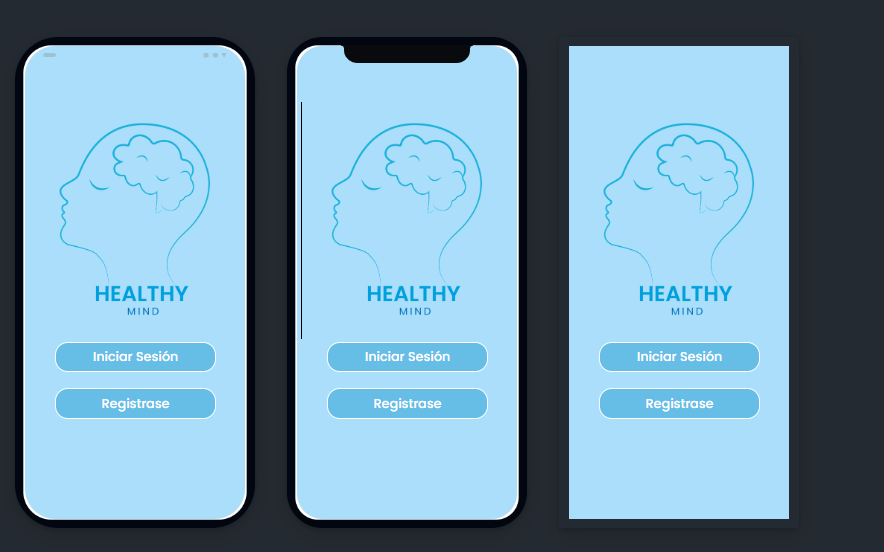 HEALTHY
MIND
Iniciar Sesión
Registrase
HEALTHY
MIND
Iniciar Sesión
Registrase
HEALTHY
MIND
Iniciar Sesión
Registrase